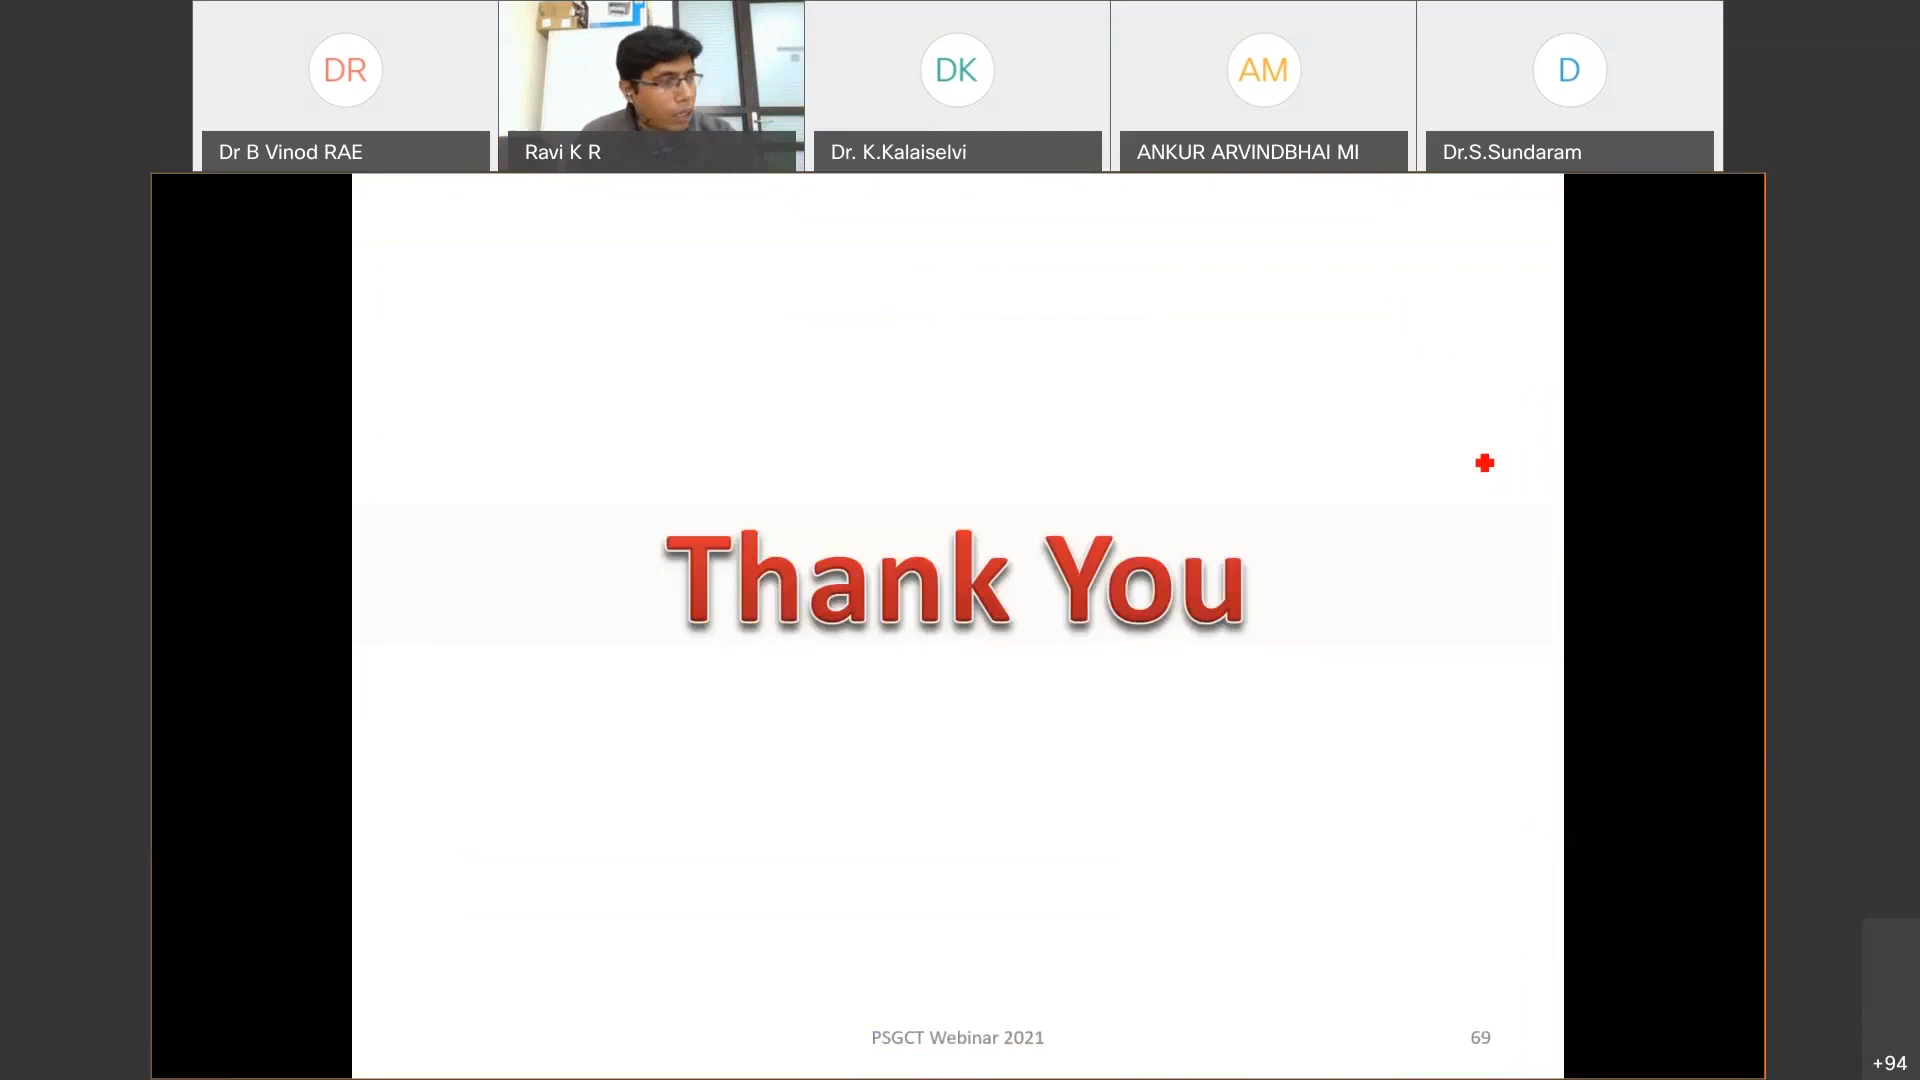 DR
Dr B Vinod RAE
Ravi K R
DK
Dr. K.Kalaiselvi
AM
ANKUR ARVINDBHAI MI
D
Dr.S.Sundaram
Thank You
PSGCT Webinar 2021
69
+94